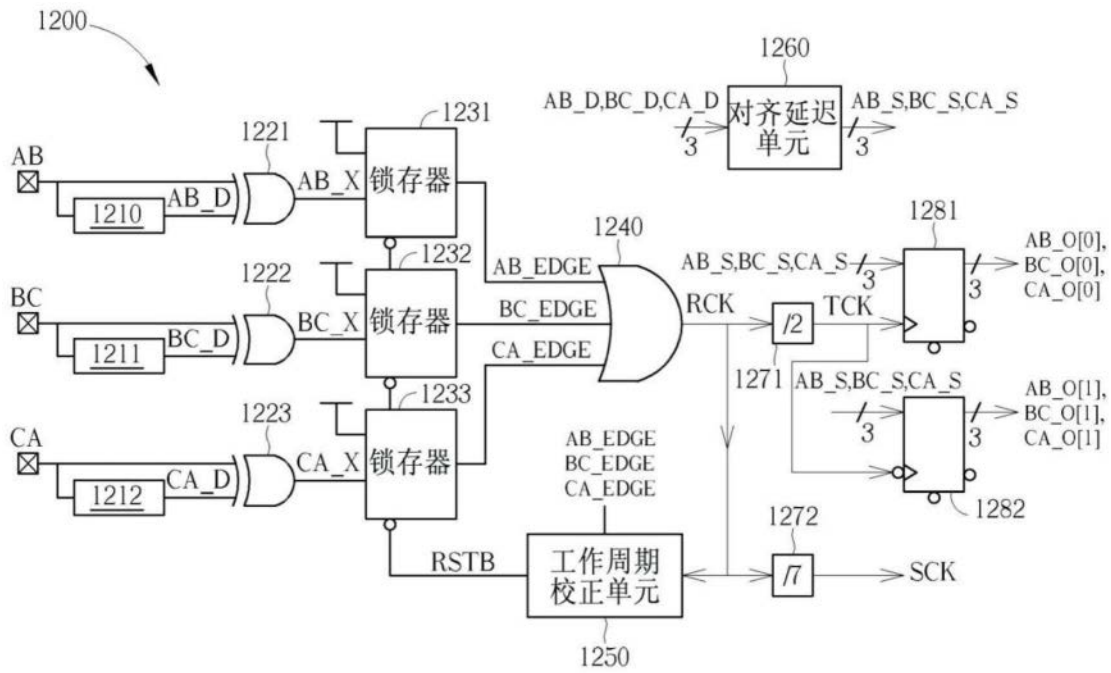 1200
1260
AB_D,BC_D,CA_D
3
对齐延迟
单元
AB_S,BC_S,CA_S
3
1231
1221
AB
1210
AB_D
AB_X
锁存器
1281
1240
1232
1222
AB_EDGE
AB_S,BC_S,CA_S
3
3
AB_O[0],
BC_O[0],
CA_O[0]
BC
1211
BC_D
BC_X
锁存器
BC_EDGE
RCK
/2
TCK
1271
CA_EDGE
1233
1223
AB_S,BC_S,CA_S
3
3
AB_O[1],
BC_O[1],
CA_O[1]
CA
1212
CA_D
CA_X
锁存器
AB_EDGE
BC_EDGE
CA_EDGE
1282
1272
RSTB
工作周期
校正单元
/7
SCK
1250